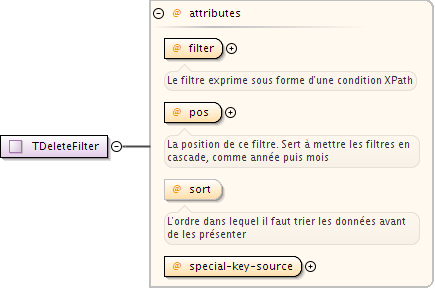 @ attributes
@ filter
Le filtre exprime sous forme d'une condition XPath
@ pos
La position de ce filtre. Sert à mettre les filtres en
cascade, comme année puis mois
TDeleteFilter
@ sort
L'ordre dans lequel il faut trier les données avant
de les présenter
@ special-key-source